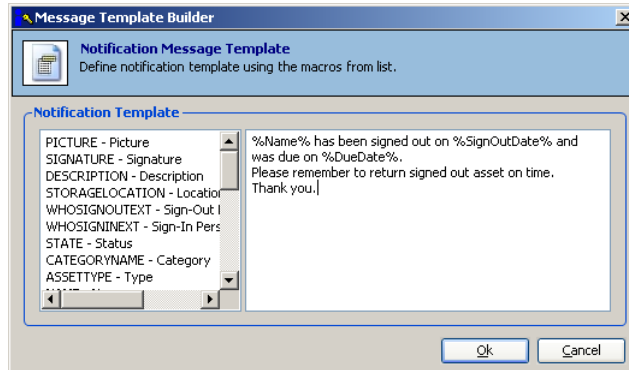 Message Template Builder
Notification Message Template
Define notification template using the macros from list.
Notification Template
PICTURE - Picture
SIGNATURE - Signature
DESCRIPTION - Description
STORAGELOCATION - Location
WHOSIGNOUTEXT - Sign-Out
WHOSIGNINEXT - Sign-In Pers
STATE - Status
CATEGORYNAME - Category
ASSETTYPE - Type
%Name% has been signed out on %SignOutDate% and
was due on %DueDate%.
Please remember to return signed out asset on time.
Thank you.
Ok
Cancel